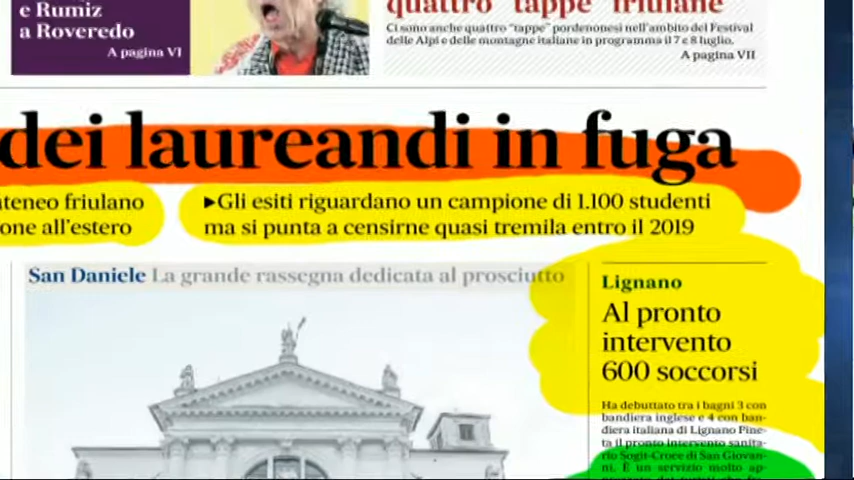 e Rumiz
a Roveredo
A pagina VI
quattro "tappe" friulane
Ci sono anche quattro "tappe" pordenonesi nell'ambito del Festival
delle Alpi e delle montagne italiane in programma il 7 e 8 luglio.
A pagina VII
dei laureandi in fuga
ateneo friulano
one all'estero
►Gli esiti riguardano un campione di 1.100 studenti
ma si punta a censirne quasi tremila entro il 2019
San Daniele La grande rassegna dedicata al prosciutto
Lignano
Al pronto
intervento
600 soccorsi
Ha debuttato tra i bagni 3 con
bandiera inglese e 4 con ban-
diera italiana di Lignano Pine-
ta il pronto intervento sanita-
rio Sogit-Croce di San Giovan-
ni. È un servizio molto ap-